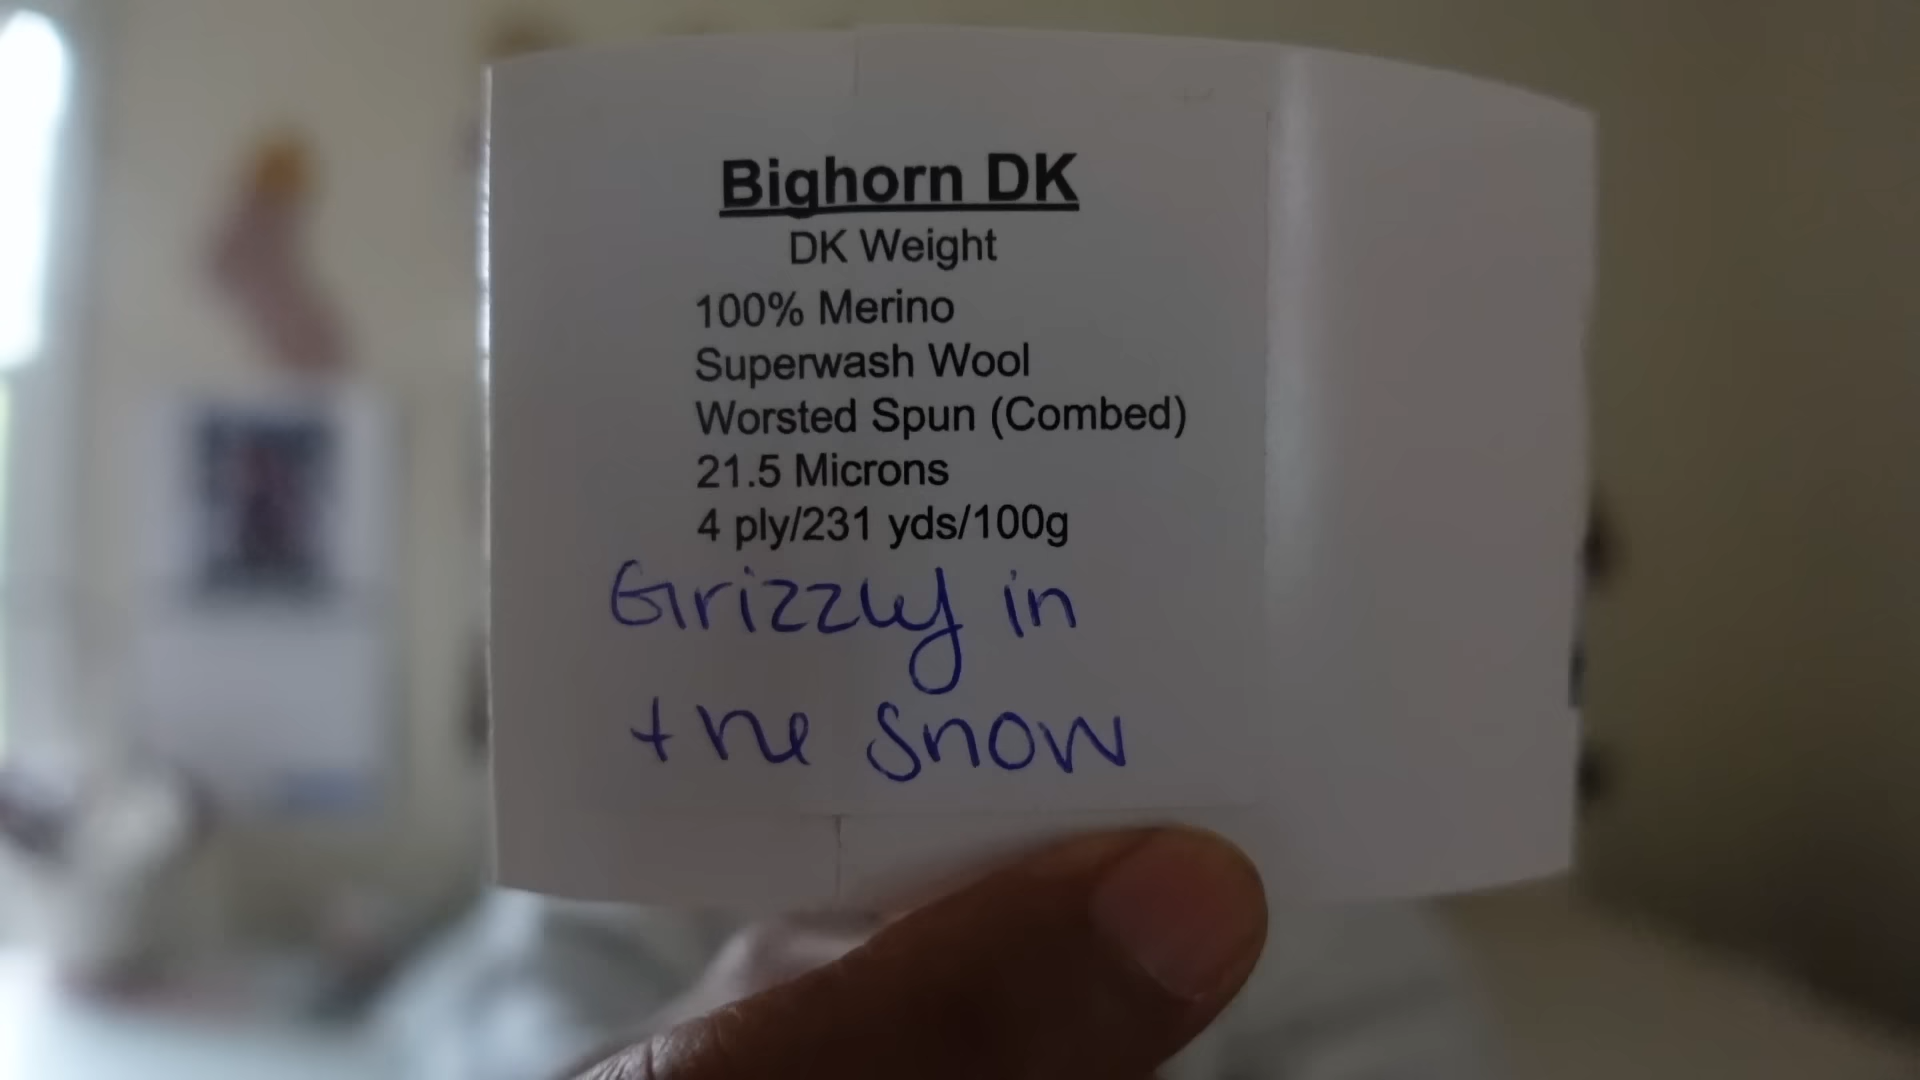 Bighorn DK
DK Weight
100% Merino
Superwash Wool
Worsted Spun (Combed)
21.5 Microns
4 ply/231 yds/100g
Grizzly in
the snow